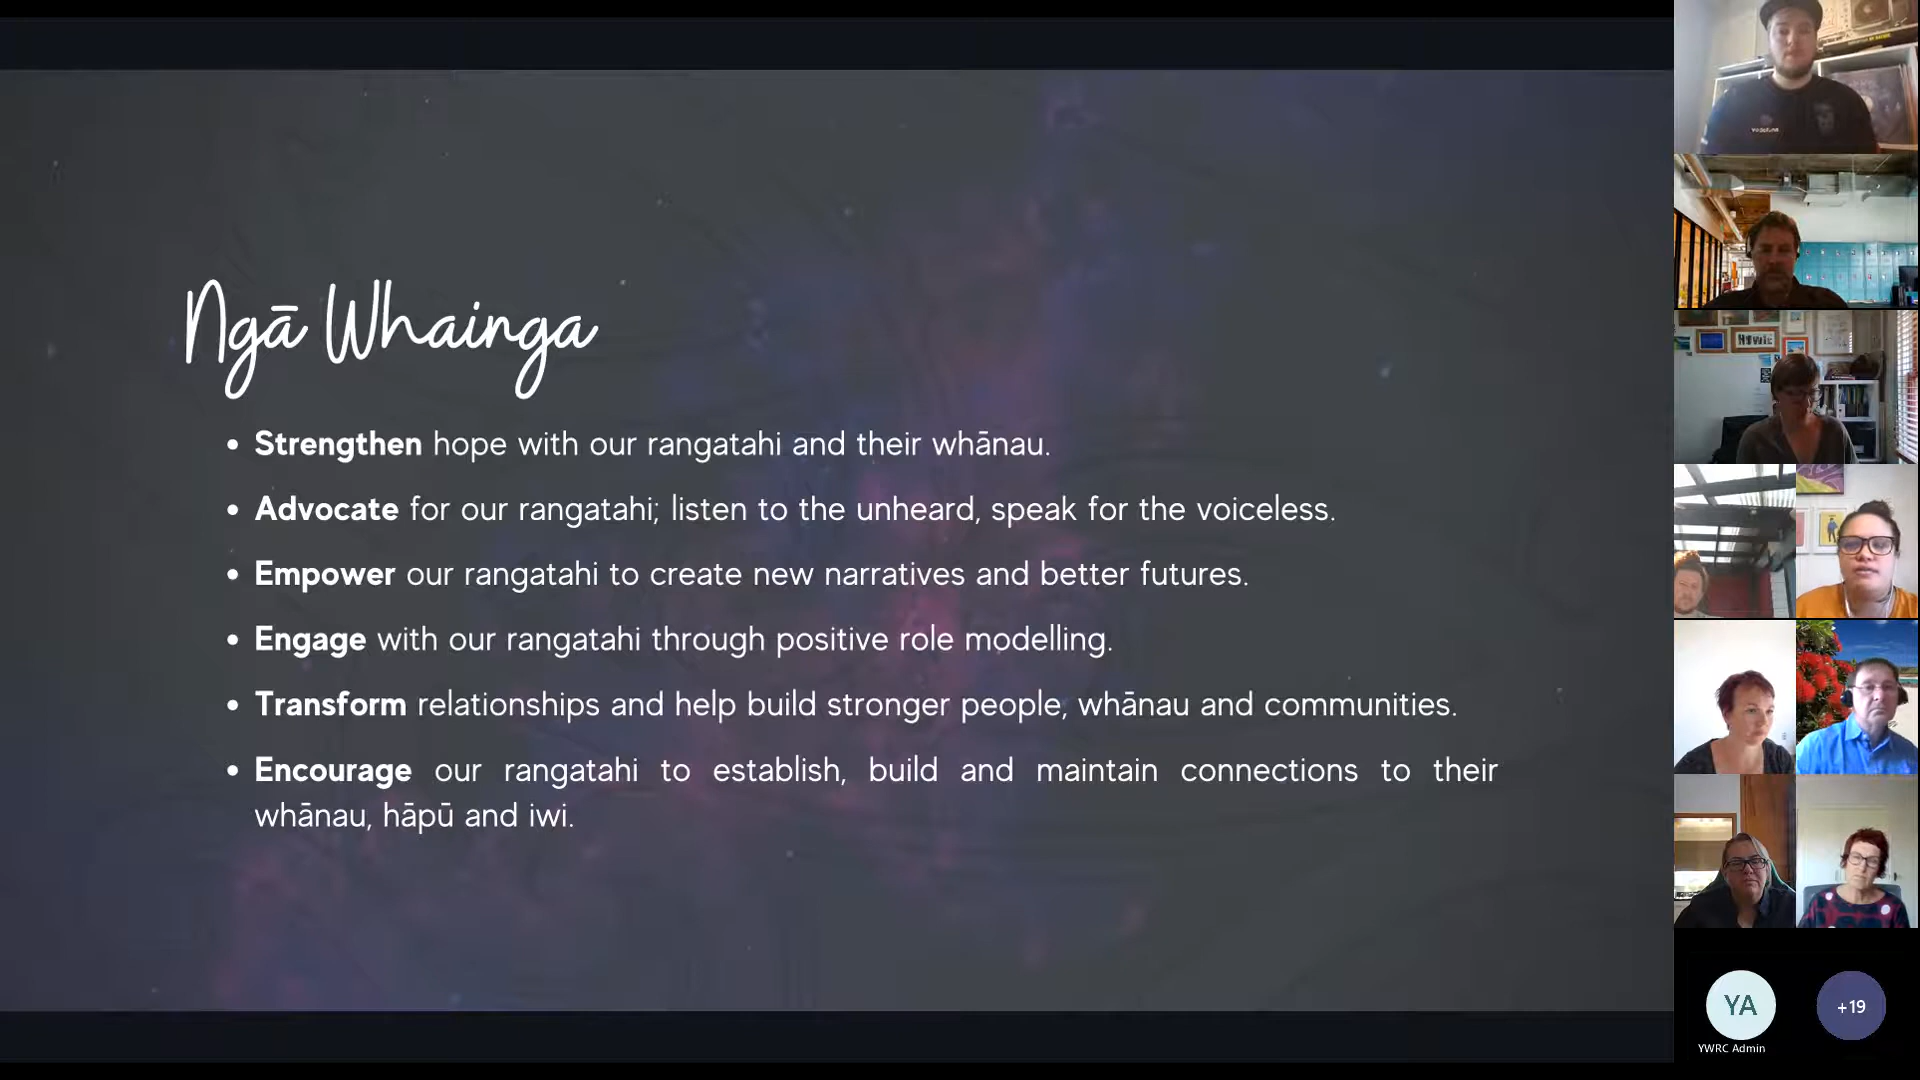 Ngā Whainga
• Strengthen hope with our rangatahi and their whānau.
• Advocate for our rangatahi; listen to the unheard, speak for the voiceless.
• Empower our rangatahi to create new narratives and better futures.
• Engage with our rangatahi through positive role modelling.
• Transform relationships and help build stronger people, whānau and communities.
• Encourage our rangatahi to establish, build and maintain connections to their
whānau, hāpū and iwi.
YA
+19
YWRC Admin